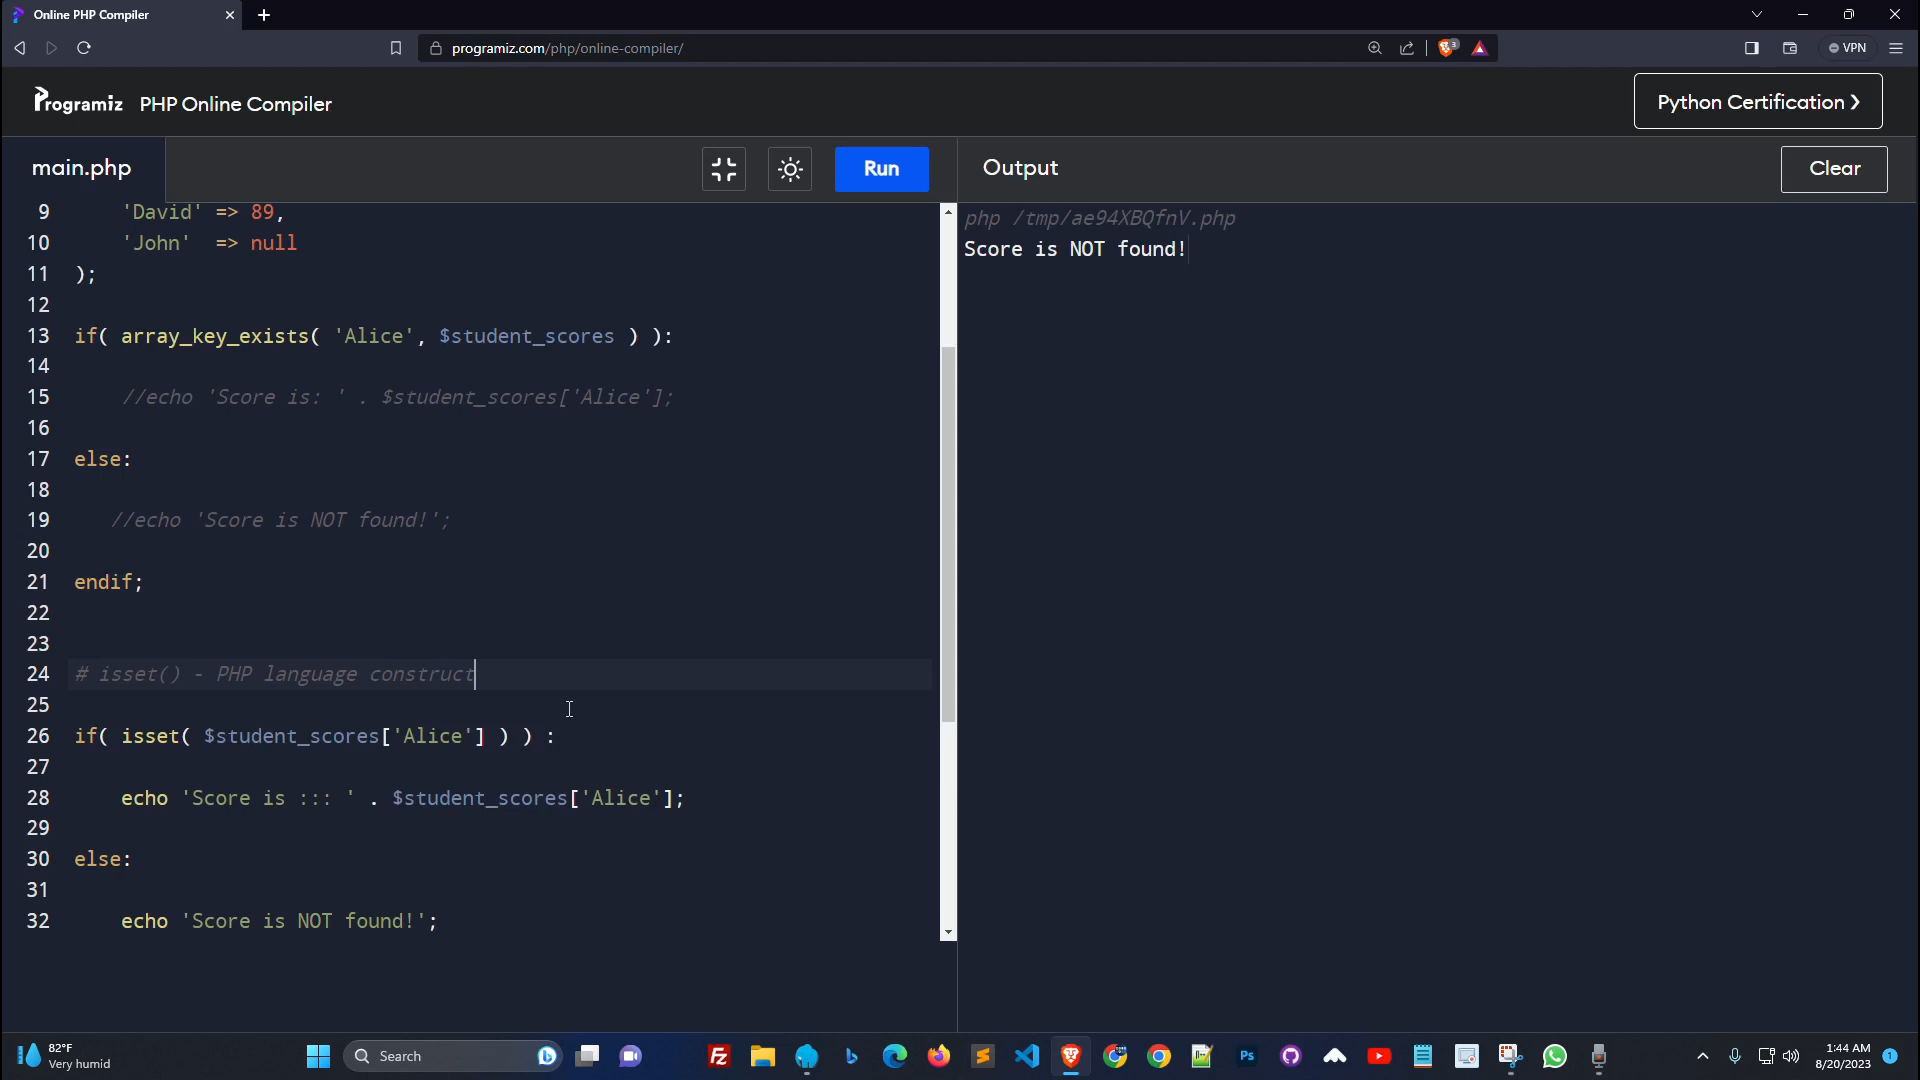 Online PHP Compiler
programiz.com/php/online-compiler/
3
VPN
Programiz PHP Online Compiler
Python Certification
main.php
Run
Output
Clear
9 'David' => 89,
10 'John' => null
11 );
12
13 if( array_key_exists( 'Alice', $student_scores ) ):
14
15 //echo 'Score is: ' . $student_scores['Alice'];
16
17 else:
18
19 //echo 'Score is NOT found!';
20
21 endif;
22
23
24 # isset() - PHP language construct
25
26 if( isset( $student_scores['Alice'] ) ) :
27
28 echo 'Score is ::: ' . $student_scores['Alice'];
29
30 else:
31
32 echo 'Score is NOT found!';
php /tmp/ae94XBQfnV.php
Score is NOT found!
82°F
Very humid
Search
Fz
Ps
1:44 AM
8/20/2023
1